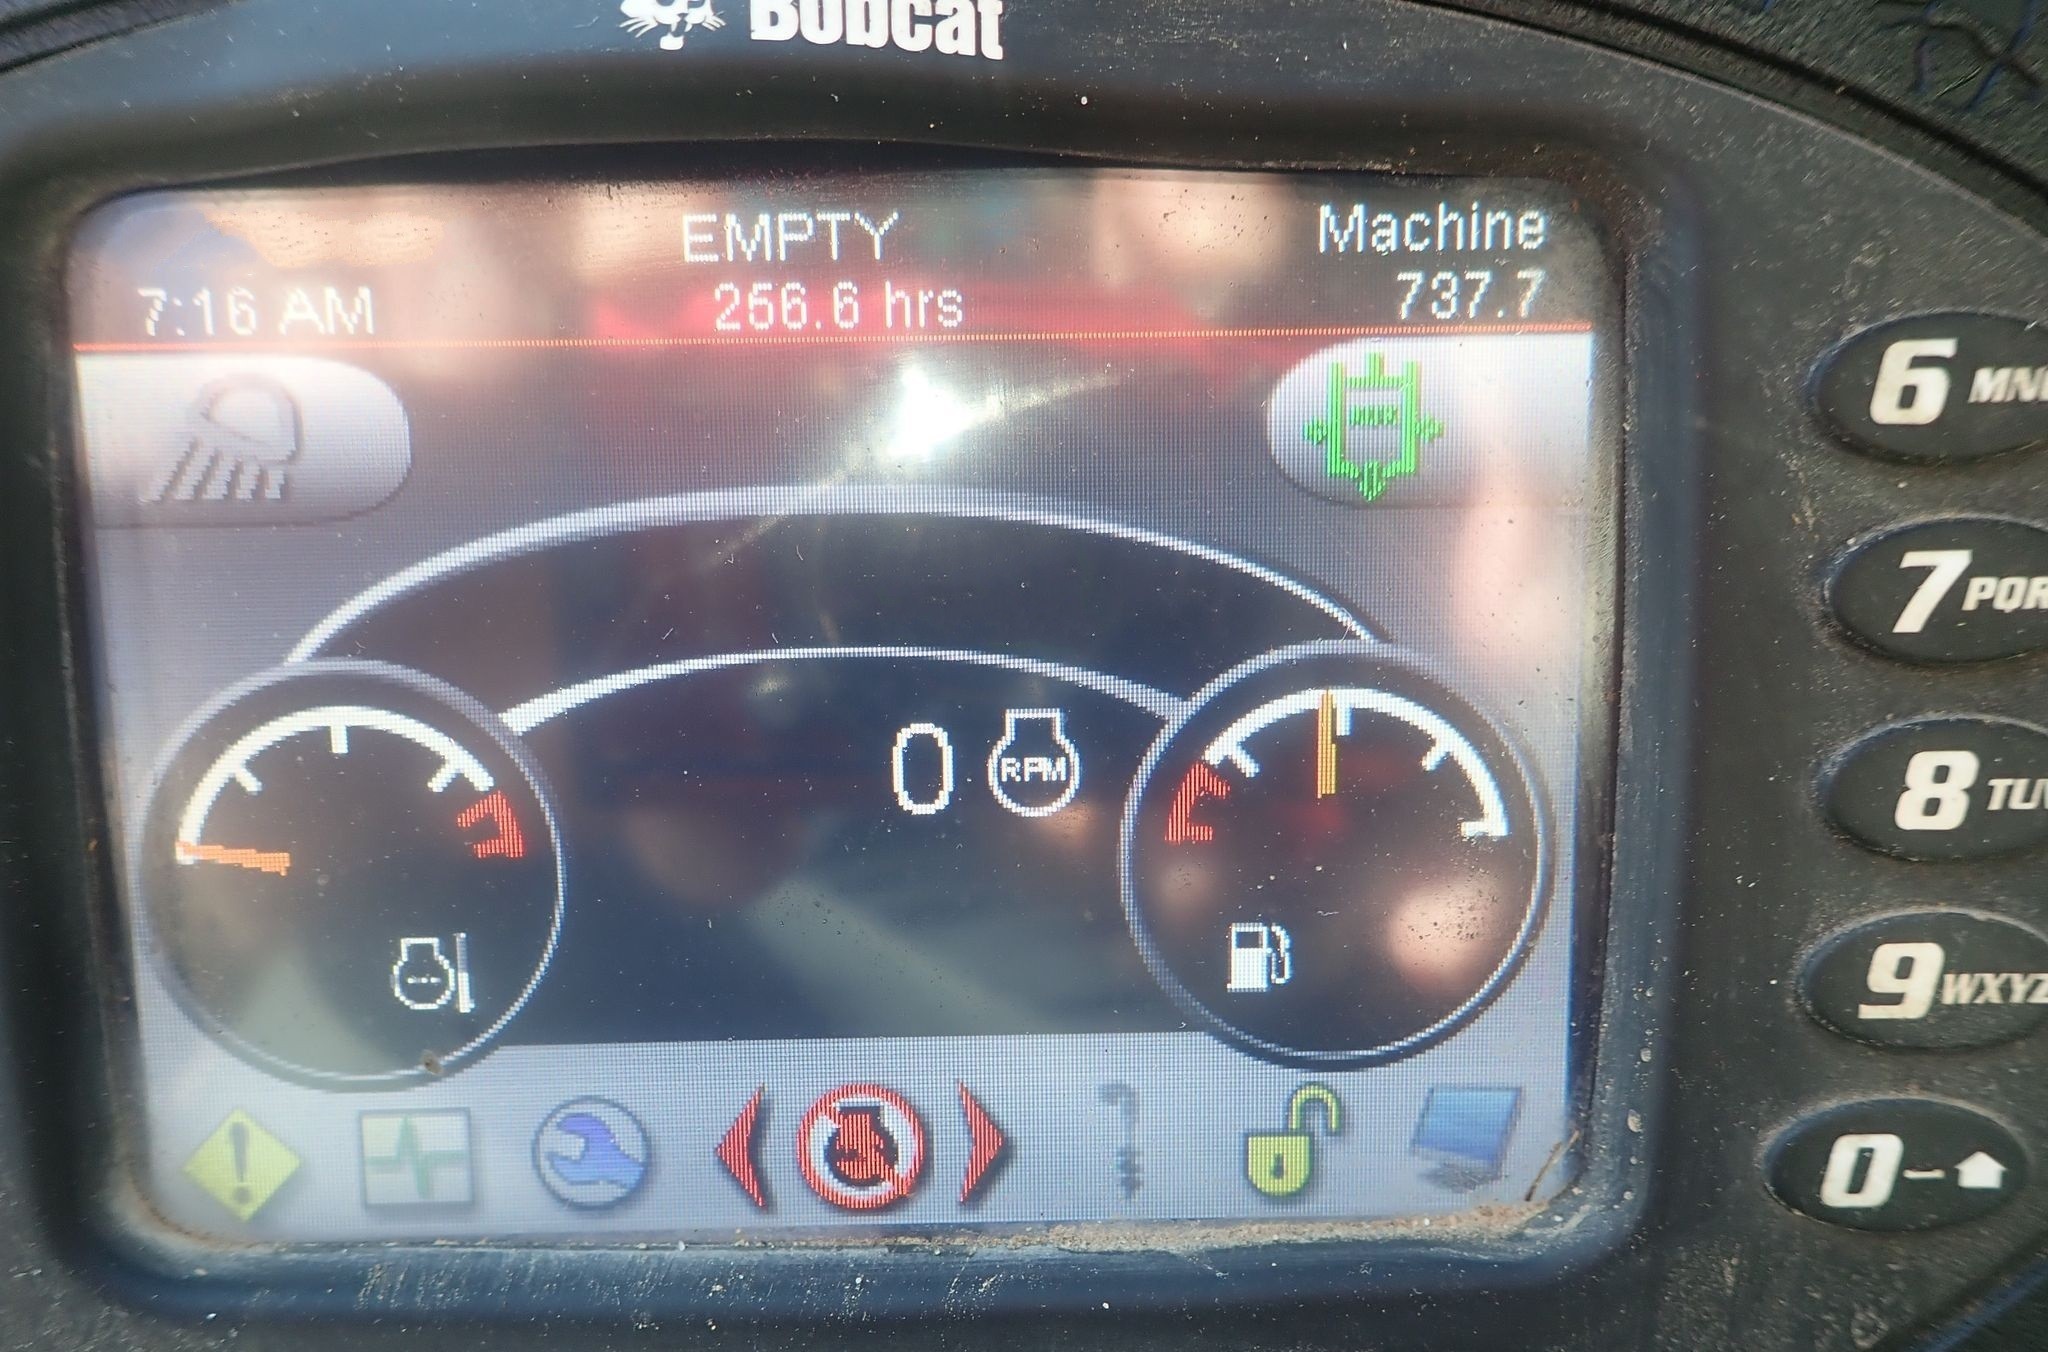 Bobcat
EMPTY
Machine
7:16 AM
256.6 hrs
737.7
6 MN
7 PQR
0 RPM
8 TUV
9 WXYZ
0